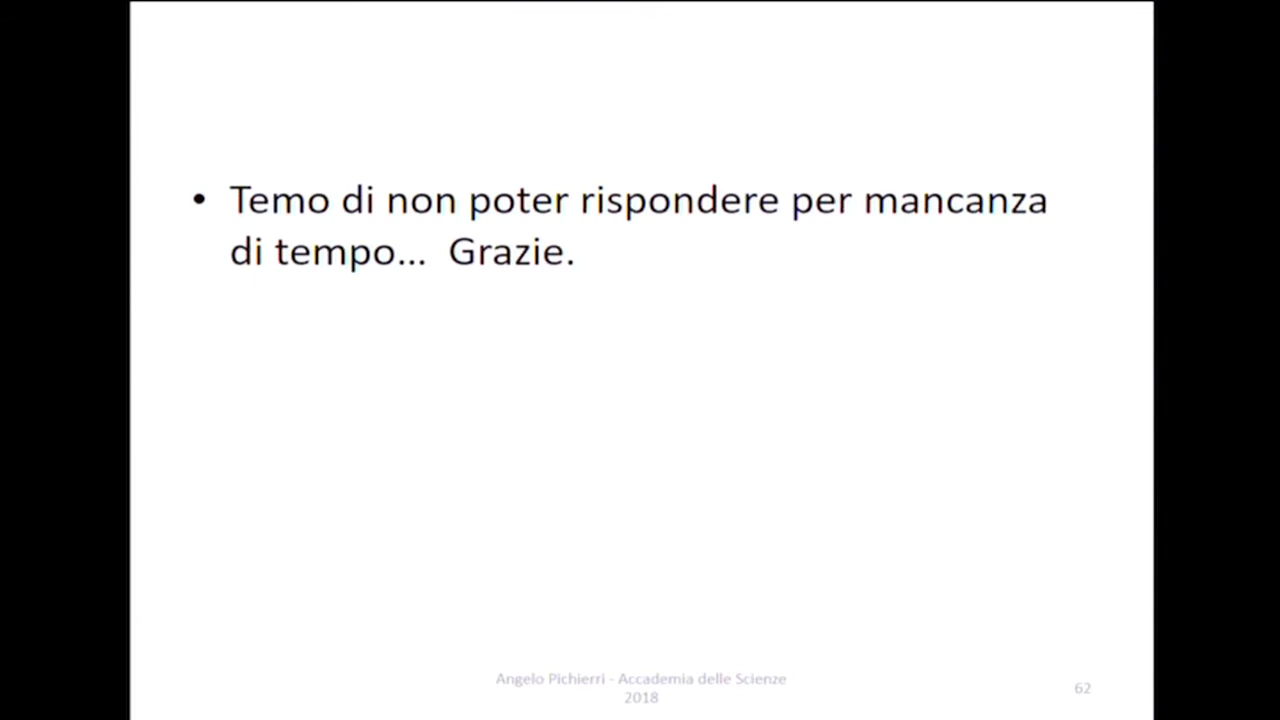 • Temo di non poter rispondere per mancanza
di tempo... Grazie.
Angelo Pichierri - Accademia delle Scienze
2018
62